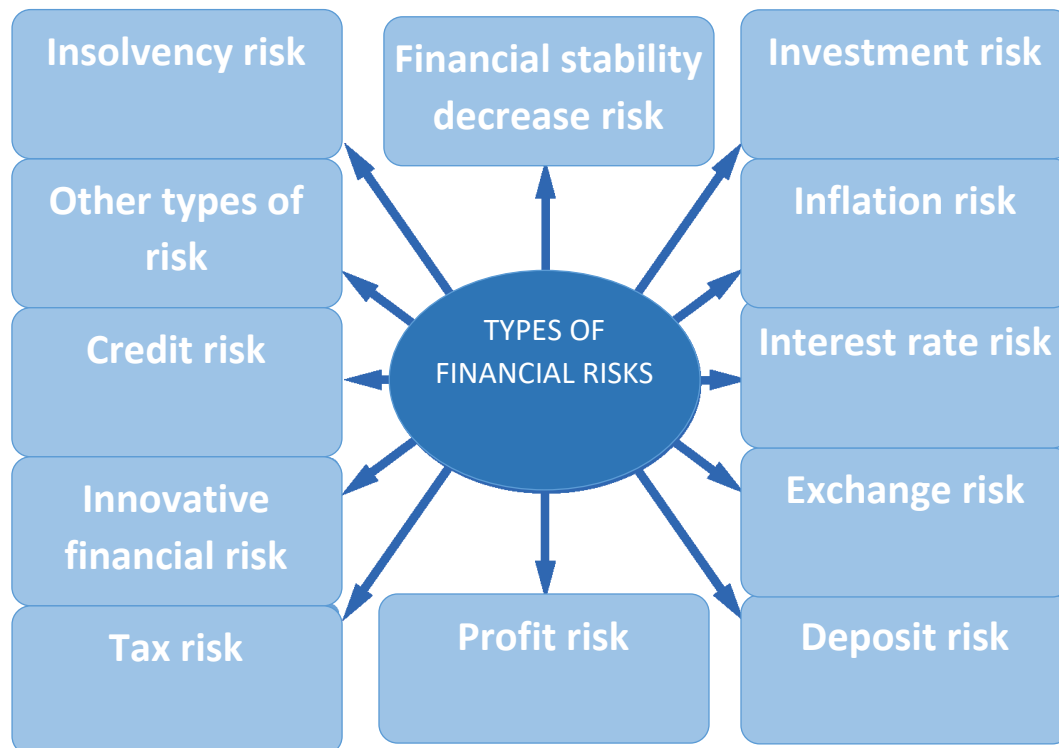 Insolvency risk
Financial stability
decrease risk
Investment risk
Other types of
risk
Inflation risk
TYPES OF
FINANCIAL RISKS
Credit risk
Interest rate risk
Innovative
financial risk
Exchange risk
Tax risk
Profit risk
Deposit risk